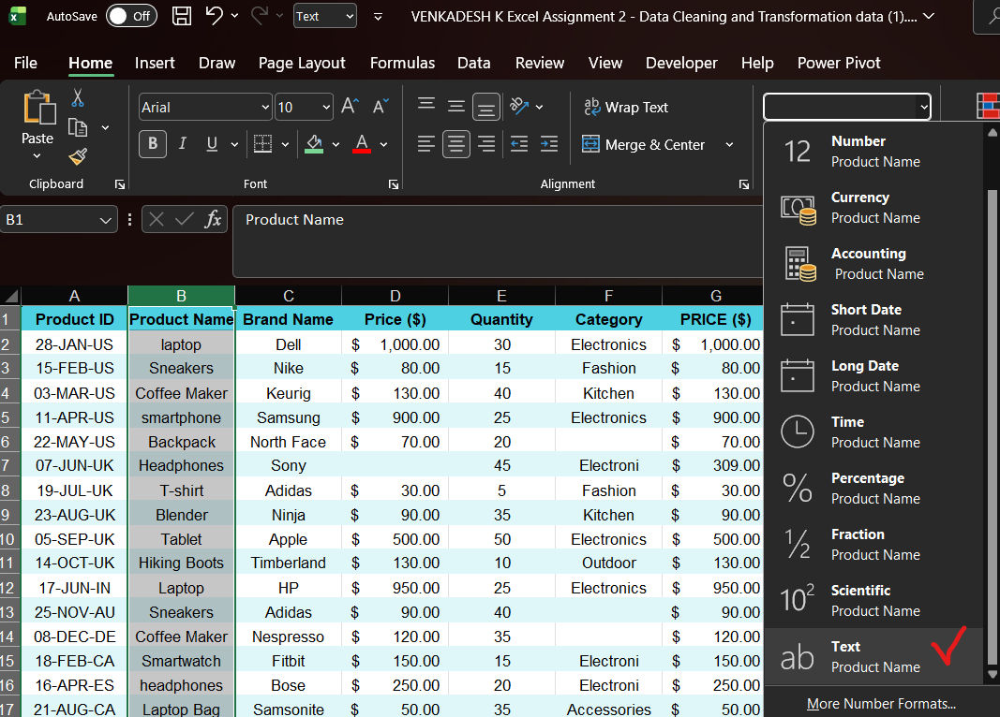 AutoSave Off Text VENKADESH K Excel Assignment 2 - Data Cleaning and Transformation data (1)....
File Home Insert Draw Page Layout Formulas Data Review View Developer Help Power Pivot
Paste
Clipboard
Arial 10
B I U
Font
Wrap Text
Merge & Center
Alignment
B1 fx Product Name
A B C D E F G
1 Product ID Product Name Brand Name Price ($) Quantity Category PRICE ($)
2 28-JAN-US laptop Dell $ 1,000.00 30 Electronics $ 1,000.00
3 15-FEB-US Sneakers Nike $ 80.00 15 Fashion $ 80.00
4 03-MAR-US Coffee Maker Keurig $ 130.00 40 Kitchen $ 130.00
5 11-APR-US smartphone Samsung $ 900.00 25 Electronics $ 900.00
6 22-MAY-US Backpack North Face $ 70.00 20 $ 70.00
7 07-JUN-UK Headphones Sony 45 Electroni $ 309.00
8 19-JUL-UK T-shirt Adidas $ 30.00 5 Fashion $ 30.00
9 23-AUG-UK Blender Ninja $ 90.00 35 Kitchen $ 90.00
10 05-SEP-UK Tablet Apple $ 500.00 50 Electronics $ 500.00
11 14-OCT-UK Hiking Boots Timberland $ 130.00 10 Outdoor $ 130.00
12 17-JUN-IN Laptop HP $ 950.00 25 Electronics $ 950.00
13 25-NOV-AU Sneakers Adidas $ 90.00 40 $ 90.00
14 08-DEC-DE Coffee Maker Nespresso $ 120.00 35 $ 120.00
15 18-FEB-CA Smartwatch Fitbit $ 150.00 15 Electroni $ 150.00
16 16-APR-ES headphones Bose $ 250.00 20 Electroni $ 250.00
17 21-AUG-CA Laptop Bag Samsonite $ 50.00 35 Accessories $ 50.00
12 Number
Product Name
Currency
Product Name
Accounting
Product Name
Short Date
Product Name
Long Date
Product Name
Time
Product Name
% Percentage
Product Name
½ Fraction
Product Name
10² Scientific
Product Name
ab Text
Product Name
More Number Formats...